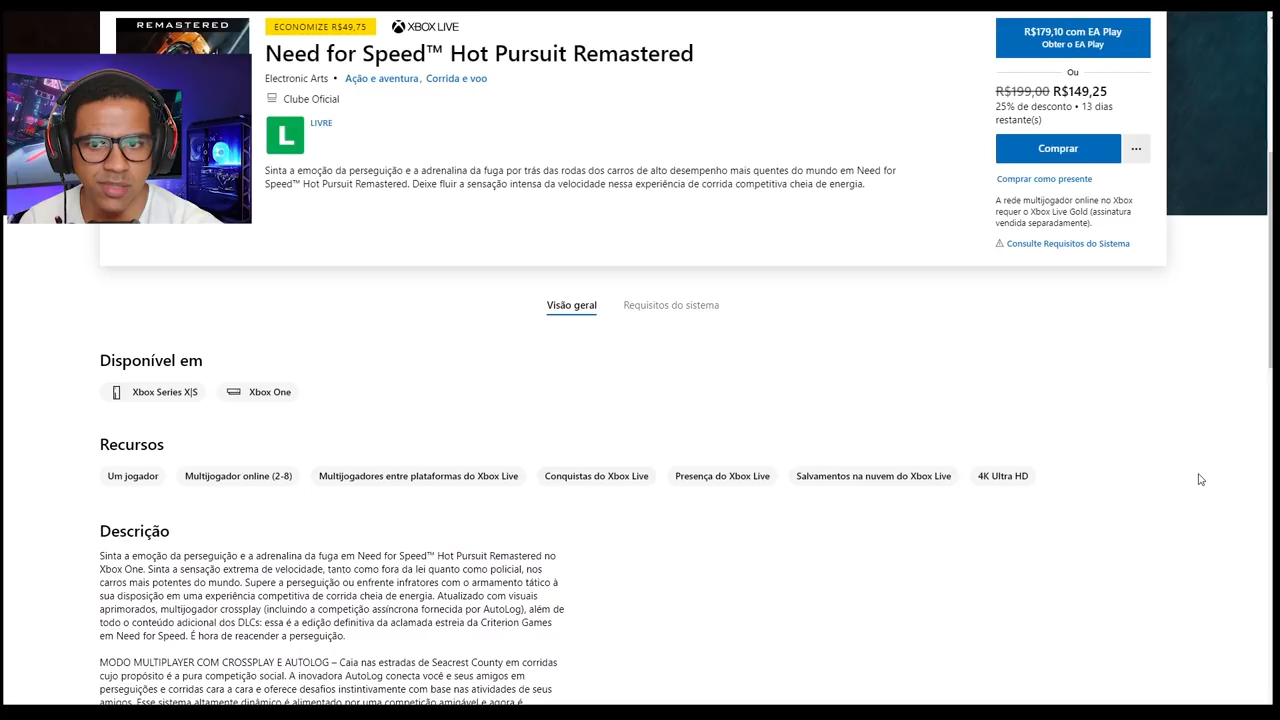 REMASTERED
ECONOMIZE R$49,75
XBOX LIVE
Need for Speed™ Hot Pursuit Remastered
Electronic Arts • Ação e aventura, Corrida e voo
Clube Oficial
L
LIVRE
Sinta a emoção da perseguição e a adrenalina da fuga por trás das rodas dos carros de alto desempenho mais quentes do mundo em Need for
Speed™ Hot Pursuit Remastered. Deixe fluir a sensação intensa da velocidade nessa experiência de corrida competitiva cheia de energia.
R$179,10 com EA Play
Obter o EA Play
Ou
R$199,00 R$149,25
25% de desconto • 13 dias
restante(s)
Comprar
Comprar como presente
A rede multijogador online no Xbox
requer o Xbox Live Gold (assinatura
vendida separadamente).
Consulte Requisitos do Sistema
Visão geral
Requisitos do sistema
Disponível em
Xbox Series X|S
Xbox One
Recursos
Um jogador
Multijogador online (2-8)
Multijogadores entre plataformas do Xbox Live
Conquistas do Xbox Live
Presença do Xbox Live
Salvamentos na nuvem do Xbox Live
4K Ultra HD
Descrição
Sinta a emoção da perseguição e a adrenalina da fuga em Need for Speed™ Hot Pursuit Remastered no
Xbox One. Sinta a sensação extrema de velocidade, tanto como fora da lei quanto como policial, nos
carros mais potentes do mundo. Supere a perseguição ou enfrente infratores com o armamento tático à
sua disposição em uma experiência competitiva de corrida cheia de energia. Atualizado com visuais
aprimorados, multijogador crossplay (incluindo a competição assíncrona fornecida por AutoLog), além de
todo o conteúdo adicional dos DLCs: essa é a edição definitiva da aclamada estreia da Criterion Games
em Need for Speed. É hora de reacender a perseguição.
MODO MULTIPLAYER COM CROSSPLAY E AUTOLOG – Caia nas estradas de Seacrest County em corridas
cujo propósito é a pura competição social. A inovadora AutoLog conecta você e seus amigos em
perseguições e corridas cara a cara e oferece desafios instintivamente com base nas atividades de seus
amigos. Esse sistema altamente dinâmico é alimentado por uma competição amigável e agora é